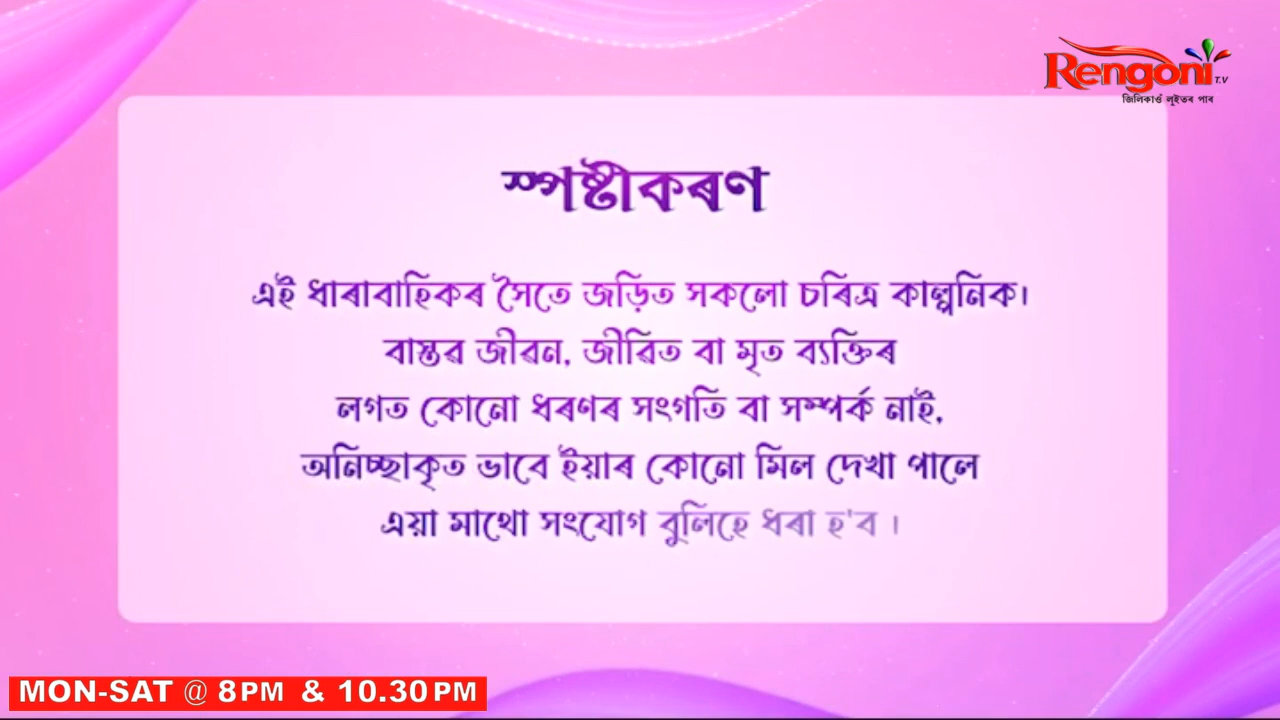 Rengoni T.V
জিলিকাওঁ লুইতৰ পাৰ
স্পষ্টীকৰণ
এই ধাৰাবাহিকৰ সৈতে জড়িত সকলো চৰিত্ৰ কাল্পনিক।
বাস্তৱ জীৱন, জীৱিত বা মৃত ব্যক্তিৰ
লগত কোনো ধৰণৰ সংগতি বা সম্পৰ্ক নাই,
অনিচ্ছাকৃত ভাবে ইয়াৰ কোনো মিল দেখা পালে
এয়া মাথো সংযোগ বুলিহে ধৰা হ'ব ।
MON-SAT @ 8PM & 10.30PM